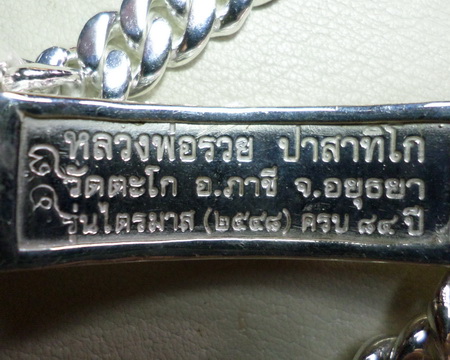 หลวงพ่อรวย ปาสาทิโก
วัดตะโก อ.ภาชี จ.อยุธยา
รุ่นไตรมาส (๒๕๔๘) ครบ ๘๔ ปี